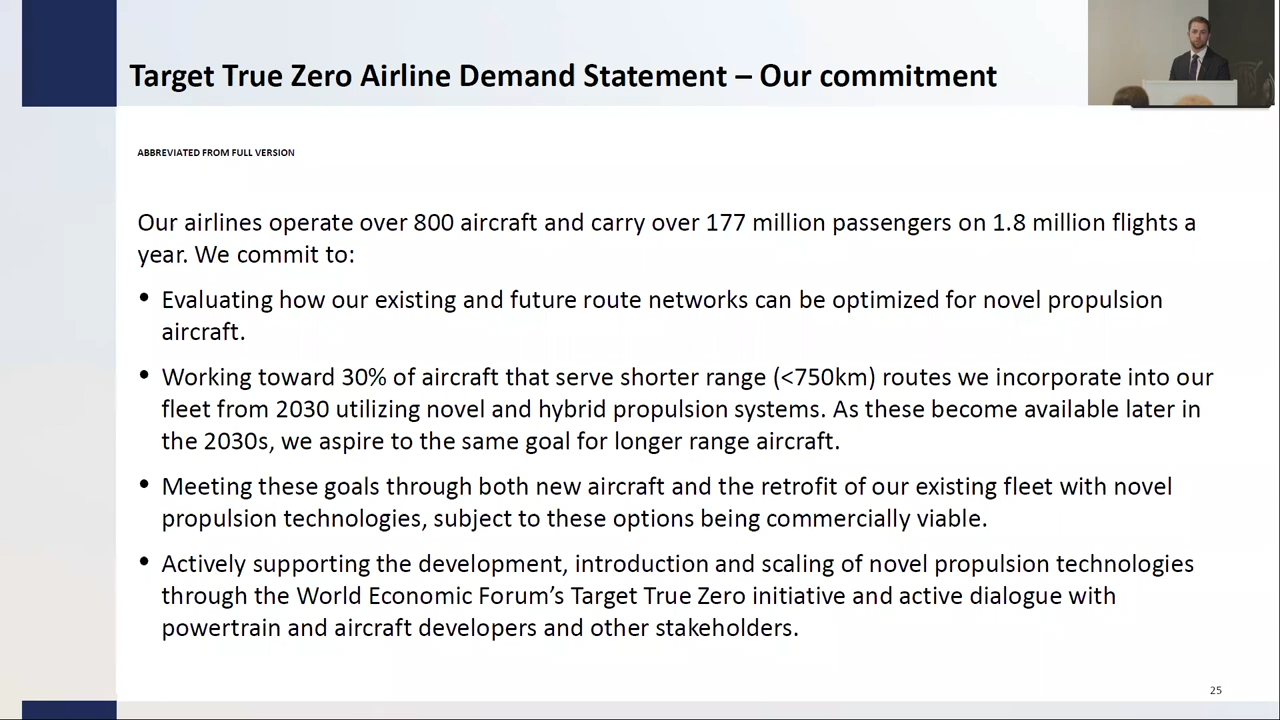 Target True Zero Airline Demand Statement – Our commitment
ABBREVIATED FROM FULL VERSION
Our airlines operate over 800 aircraft and carry over 177 million passengers on 1.8 million flights a
year. We commit to:
• Evaluating how our existing and future route networks can be optimized for novel propulsion
aircraft.
• Working toward 30% of aircraft that serve shorter range (<750km) routes we incorporate into our
fleet from 2030 utilizing novel and hybrid propulsion systems. As these become available later in
the 2030s, we aspire to the same goal for longer range aircraft.
• Meeting these goals through both new aircraft and the retrofit of our existing fleet with novel
propulsion technologies, subject to these options being commercially viable.
• Actively supporting the development, introduction and scaling of novel propulsion technologies
through the World Economic Forum’s Target True Zero initiative and active dialogue with
powertrain and aircraft developers and other stakeholders.
25